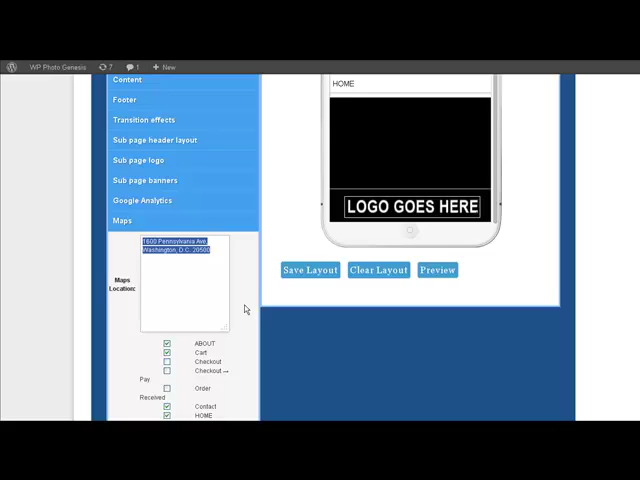 WP Photo Genesis 7 1 + New
Content
Footer
Transition effects
Sub page header layout
Sub page logo
Sub page banners
Google Analytics
Maps
Maps Location:
1600 Pennsylvania Ave,
Washington, D.C. 20500
ABOUT
Cart
Checkout
Checkout→
Pay
Order
Received
Contact
HOME
HOME
LOGO GOES HERE
Save Layout Clear Layout Preview